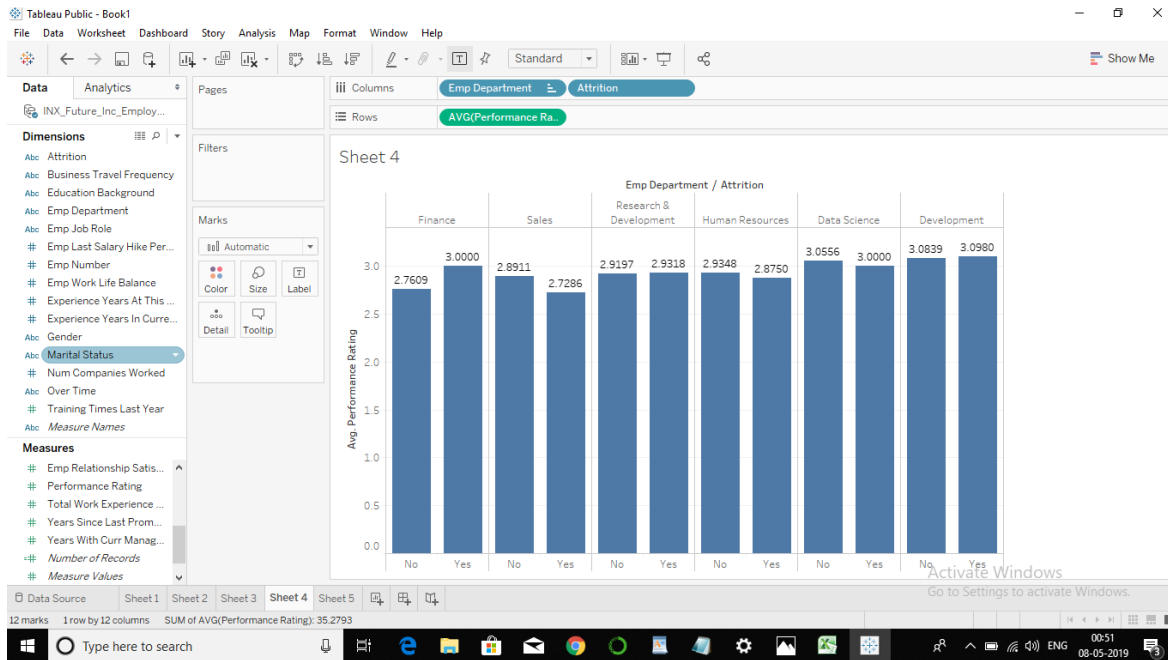 Tableau Public - Book1
File Data Worksheet Dashboard Story Analysis Map Format Window Help
Standard
Show Me
Data Analytics
INX_Future_Inc_Employ...
Dimensions
Abc Attrition
Abc Business Travel Frequency
Abc Education Background
Abc Emp Department
Abc Emp Job Role
# Emp Last Salary Hike Per...
# Emp Number
# Emp Work Life Balance
# Experience Years At This ...
# Experience Years In Curre...
Abc Gender
Abc Marital Status
# Num Companies Worked
Abc Over Time
# Training Times Last Year
Abc Measure Names
Measures
# Emp Relationship Satis...
# Performance Rating
# Total Work Experience ...
# Years Since Last Prom...
# Years With Curr Manag...
=# Number of Records
# Measure Values
Pages
Filters
Marks
Automatic
Color Size Label
Detail Tooltip
Columns Emp Department Attrition
Rows AVG(Performance Ra..
Sheet 4
Emp Department / Attrition
Finance Sales Research & Development Human Resources Data Science Development
2.7609 3.0000 2.8911 2.7286 2.9197 2.9318 2.9348 2.8750 3.0556 3.0000 3.0839 3.0980
3.0
2.5
2.0
1.5
1.0
0.5
0.0
Avg. Performance Rating
No Yes No Yes No Yes No Yes No Yes No Yes
Activate Windows
Go to Settings to activate Windows.
Data Source Sheet 1 Sheet 2 Sheet 3 Sheet 4 Sheet 5
12 marks 1 row by 12 columns SUM of AVG(Performance Rating): 35.2793
Type here to search
ENG
00:51
08-05-2019
3